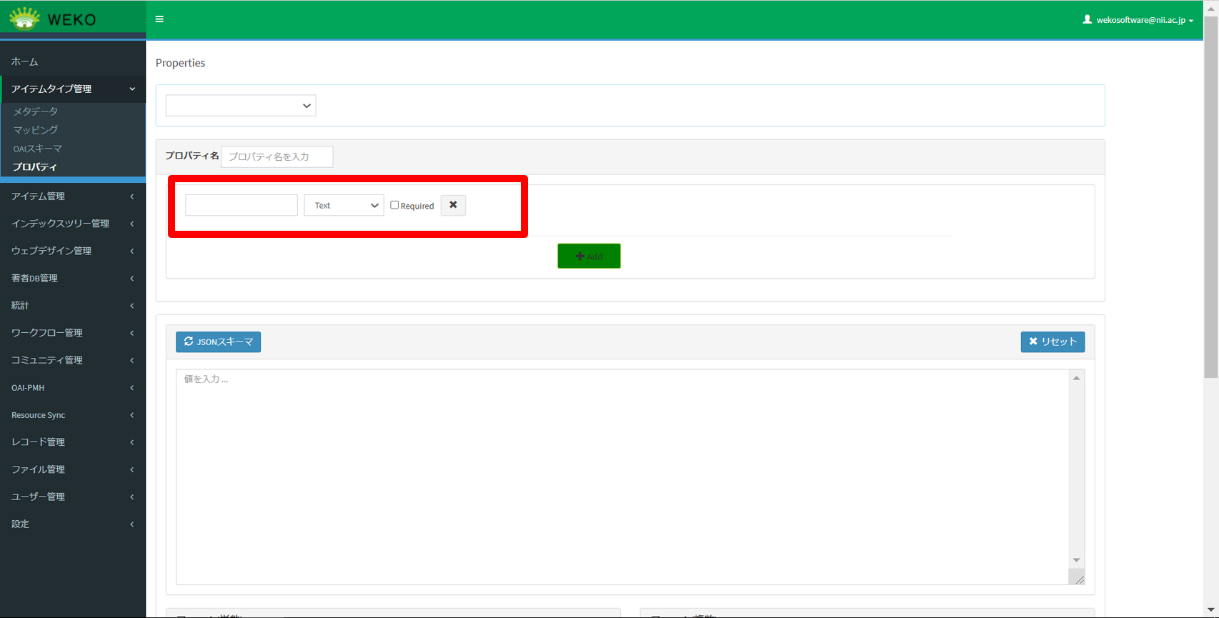 WEKO
wekosoftware@nii.ac.jp
ホーム
アイテムタイプ管理
メタデータ
マッピング
OAIスキーマ
プロパティ
アイテム管理
インデックスツリー管理
ウェブデザイン管理
著者DB管理
統計
ワークフロー管理
コミュニティ管理
OAI-PMH
Resource Sync
レコード管理
ファイル管理
ユーザー管理
設定
Properties
プロパティ名 プロパティ名を入力
Text Required
Add
JSONスキーマ リセット
値を入力 ...